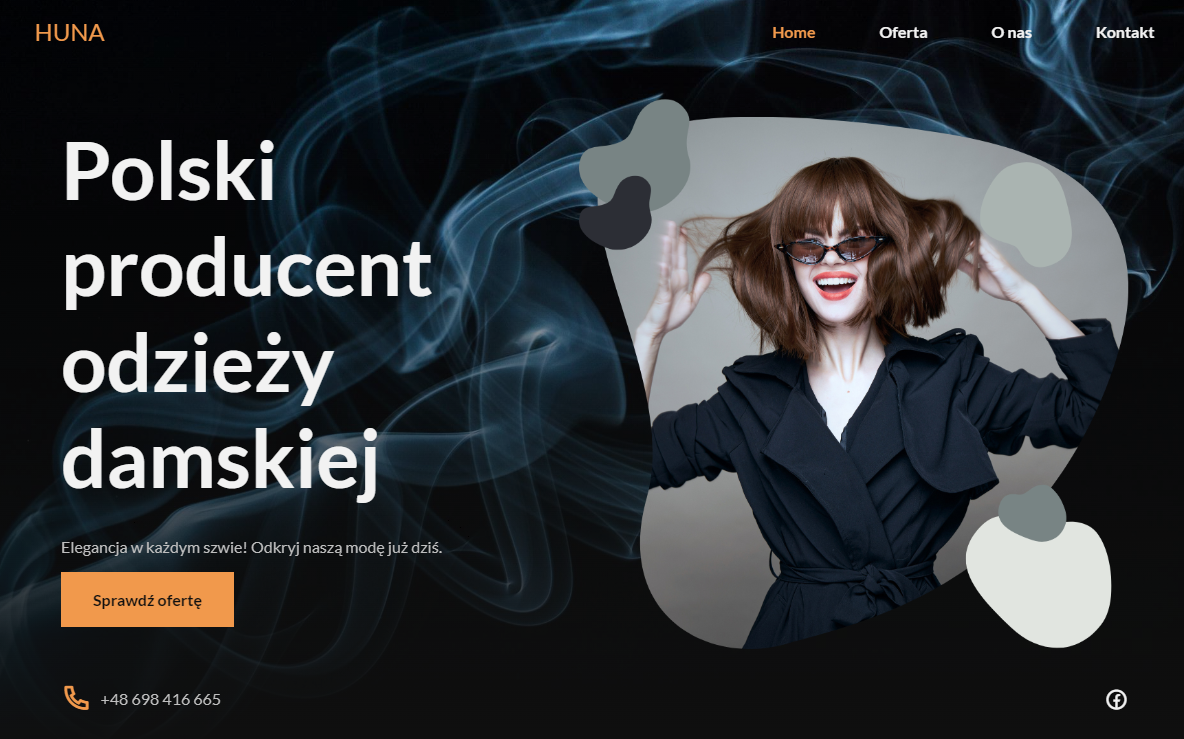 HUNA
Home Oferta O nas Kontakt
Polski
producent
odzieży
damskiej
Elegancja w każdym szwie! Odkryj naszą modę już dziś.
Sprawdź ofertę
+48 698 416 665